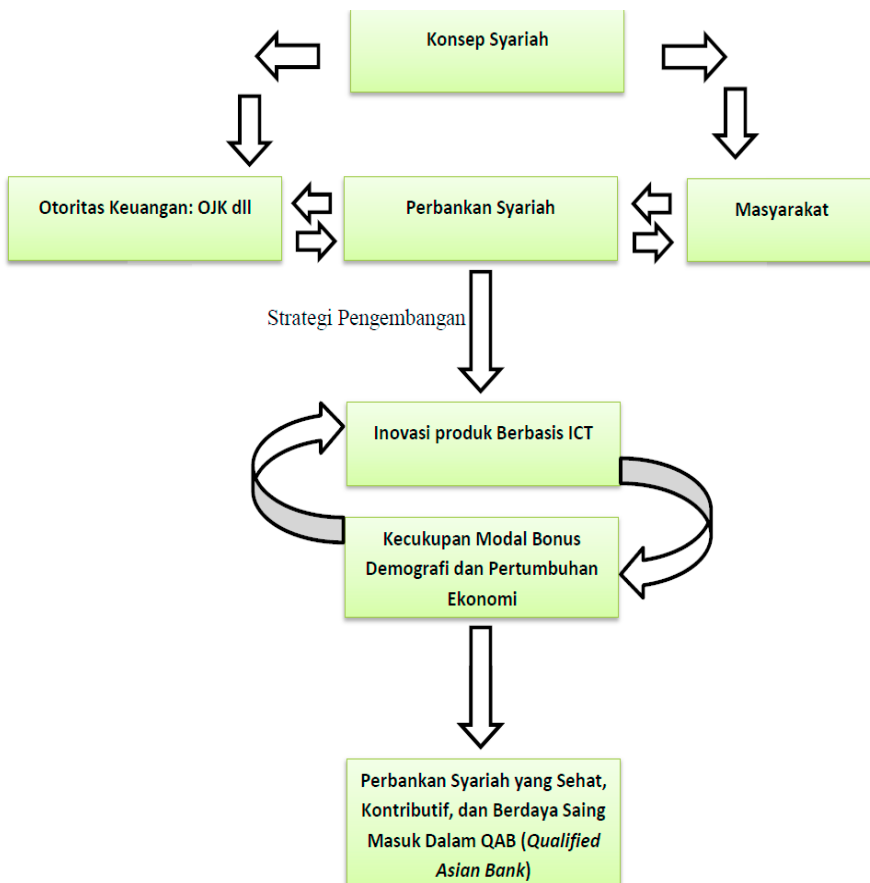 Konsep Syariah
Otoritas Keuangan: OJK dll
Perbankan Syariah
Masyarakat
Strategi Pengembangan
Inovasi produk Berbasis ICT
Kecukupan Modal Bonus
Demografi dan Pertumbuhan
Ekonomi
Perbankan Syariah yang Sehat,
Kontributif, dan Berdaya Saing
Masuk Dalam QAB (Qualified
Asian Bank)